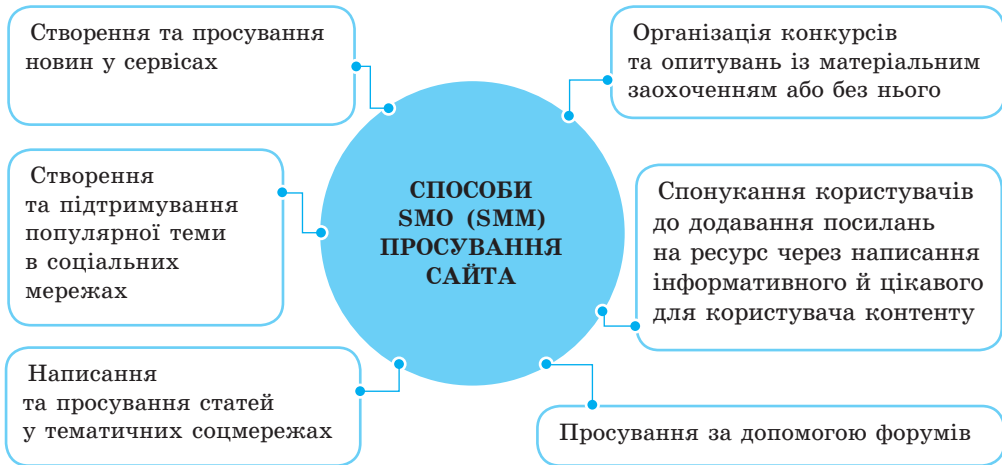 Створення та просування
новин у сервісах
Створення
та підтримування
популярної теми
в соціальних
мережах
Написання
та просування статей
у тематичних соцмережах
СПОСОБИ
SMO (SMM)
ПРОСУВАННЯ
САЙТА
Організація конкурсів
та опитувань із матеріальним
заохоченням або без нього
Спонукання користувачів
до додавання посилань
на ресурс через написання
інформативного й цікавого
для користувача контенту
Просування за допомогою форумів